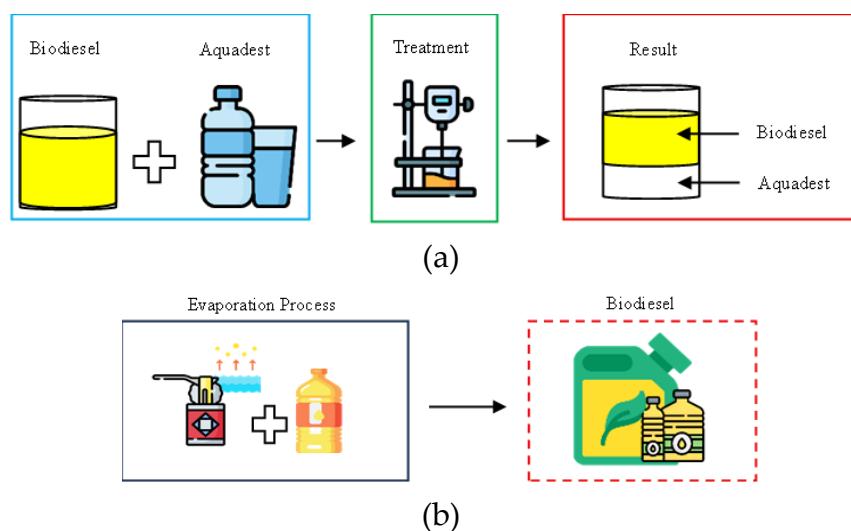 Biodiesel
Aquadest
Treatment
Result
Biodiesel
Aquadest
(a)
Evaporation Process
Biodiesel
(b)